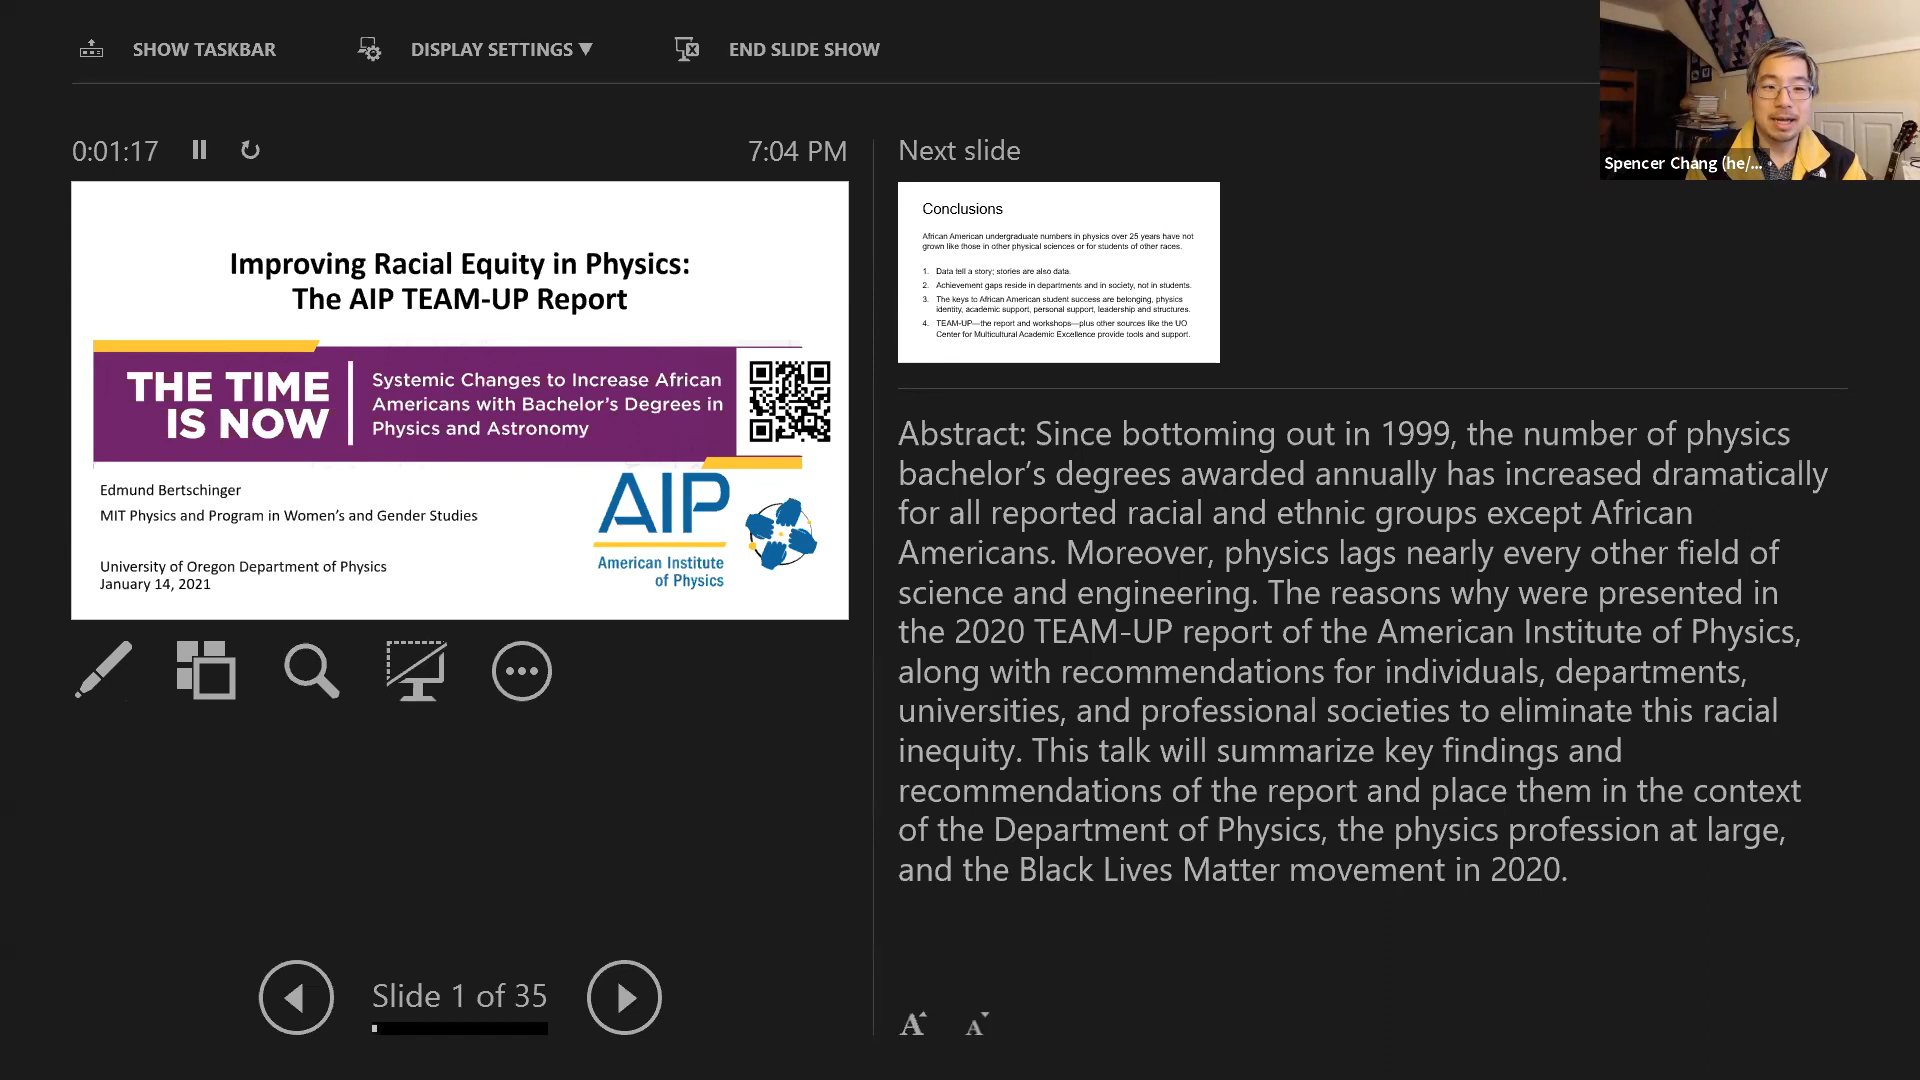 SHOW TASKBAR
DISPLAY SETTINGS ▼
END SLIDE SHOW
0:01:17
7:04 PM
Improving Racial Equity in Physics:
The AIP TEAM-UP Report
THE TIME
IS NOW
Systemic Changes to Increase African
Americans with Bachelor's Degrees in
Physics and Astronomy
Edmund Bertschinger
MIT Physics and Program in Women's and Gender Studies
University of Oregon Department of Physics
January 14, 2021
AIP
American Institute
of Physics
Slide 1 of 35
Next slide
Conclusions
African American undergraduate numbers in physics over 25 years have not
grown like those in other physical sciences or for students of other races.
1. Data tell a story; stories are also data.
2. Achievement gaps reside in departments and in society, not in students.
3. The keys to African American student success are belonging, physics
identity, academic support, personal support, leadership and structures.
4. TEAM-UP—the report and workshops—plus other sources like the UO
Center for Multicultural Academic Excellence provide tools and support.
Abstract: Since bottoming out in 1999, the number of physics
bachelor's degrees awarded annually has increased dramatically
for all reported racial and ethnic groups except African
Americans. Moreover, physics lags nearly every other field of
science and engineering. The reasons why were presented in
the 2020 TEAM-UP report of the American Institute of Physics,
along with recommendations for individuals, departments,
universities, and professional societies to eliminate this racial
inequity. This talk will summarize key findings and
recommendations of the report and place them in the context
of the Department of Physics, the physics profession at large,
and the Black Lives Matter movement in 2020.
A A
Spencer Chang (he/...